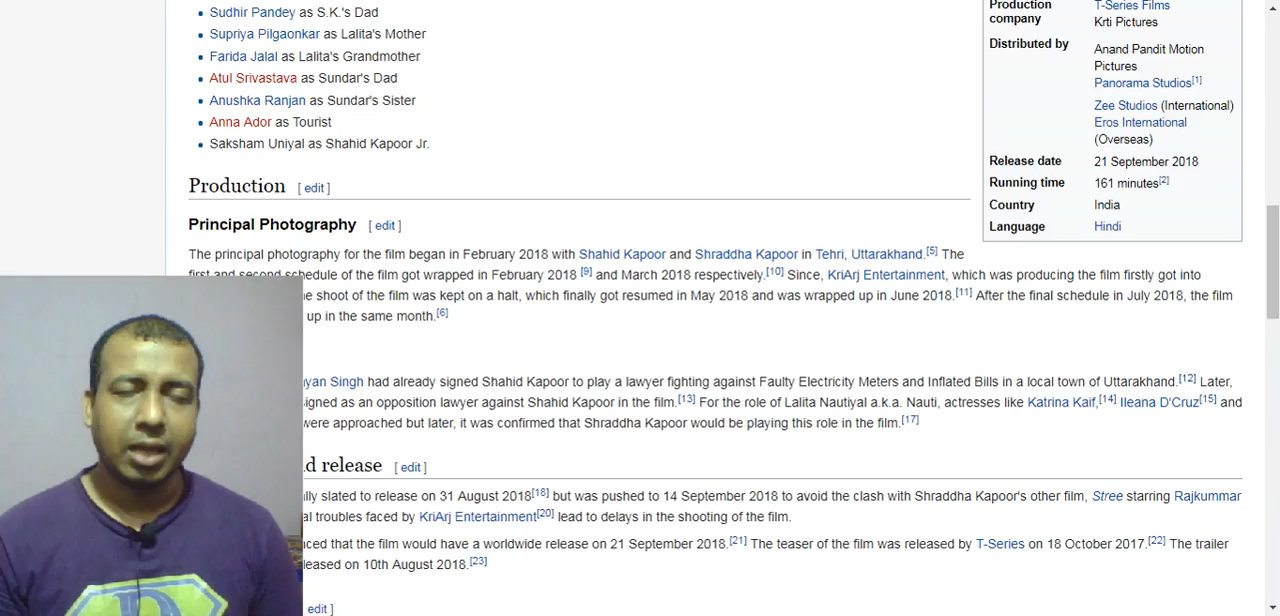 Sudhir Pandey as S.K.'s Dad
Supriya Pilgaonkar as Lalita's Mother
Farida Jalal as Lalita's Grandmother
Atul Srivastava as Sundar's Dad
Anushka Ranjan as Sundar's Sister
Anna Ador as Tourist
Saksham Uniyal as Shahid Kapoor Jr.
Production company T-Series Films
Krti Pictures
Distributed by Anand Pandit Motion
Pictures
Panorama Studios[1]
Zee Studios (International)
Eros International
(Overseas)
Release date 21 September 2018
Running time 161 minutes[2]
Country India
Language Hindi
Production [ edit ]
Principal Photography [ edit ]
The principal photography for the film began in February 2018 with Shahid Kapoor and Shraddha Kapoor in Tehri, Uttarakhand.[5] The
first and second schedule of the film got wrapped in February 2018 [9] and March 2018 respectively.[10] Since, KriArj Entertainment, which was producing the film firstly got into
shoot of the film was kept on a halt, which finally got resumed in May 2018 and was wrapped up in June 2018.[11] After the final schedule in July 2018, the film
up in the same month.[6]
yan Singh had already signed Shahid Kapoor to play a lawyer fighting against Faulty Electricity Meters and Inflated Bills in a local town of Uttarakhand.[12] Later,
igned as an opposition lawyer against Shahid Kapoor in the film.[13] For the role of Lalita Nautiyal a.k.a. Nauti, actresses like Katrina Kaif,[14] Ileana D'Cruz[15] and
were approached but later, it was confirmed that Shraddha Kapoor would be playing this role in the film.[17]
d release [ edit ]
lly slated to release on 31 August 2018[18] but was pushed to 14 September 2018 to avoid the clash with Shraddha Kapoor's other film, Stree starring Rajkummar
al troubles faced by KriArj Entertainment[20] lead to delays in the shooting of the film.
ced that the film would have a worldwide release on 21 September 2018.[21] The teaser of the film was released by T-Series on 18 October 2017.[22] The trailer
leased on 10th August 2018.[23]
edit ]